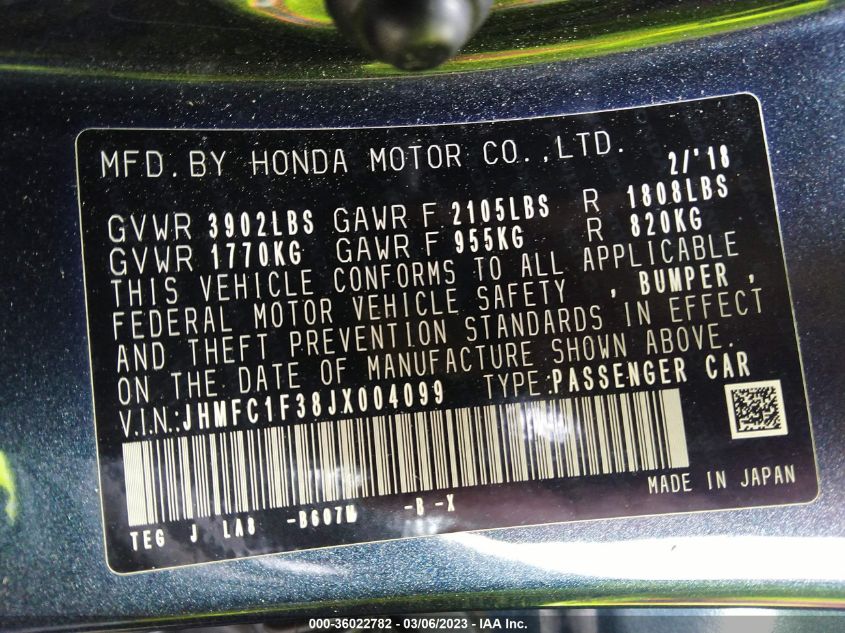 MFD. BY HONDA MOTOR CO.,LTD. 2/'18
GVWR 3902LBS GAWR F 2105LBS R 1808LBS
GVWR 1770KG GAWR F 955KG R 820KG
THIS VEHICLE CONFORMS TO ALL APPLICABLE
FEDERAL MOTOR VEHICLE SAFETY , BUMPER ,
AND THEFT PREVENTION STANDARDS IN EFFECT
ON THE DATE OF MANUFACTURE SHOWN ABOVE.
V.I.N.:JHMFC1F38JX004099 TYPE:PASSENGER CAR
MADE IN JAPAN
TEG J LA8 -B607M -B -X
000-36022782 - 03/06/2023 - IAA Inc.